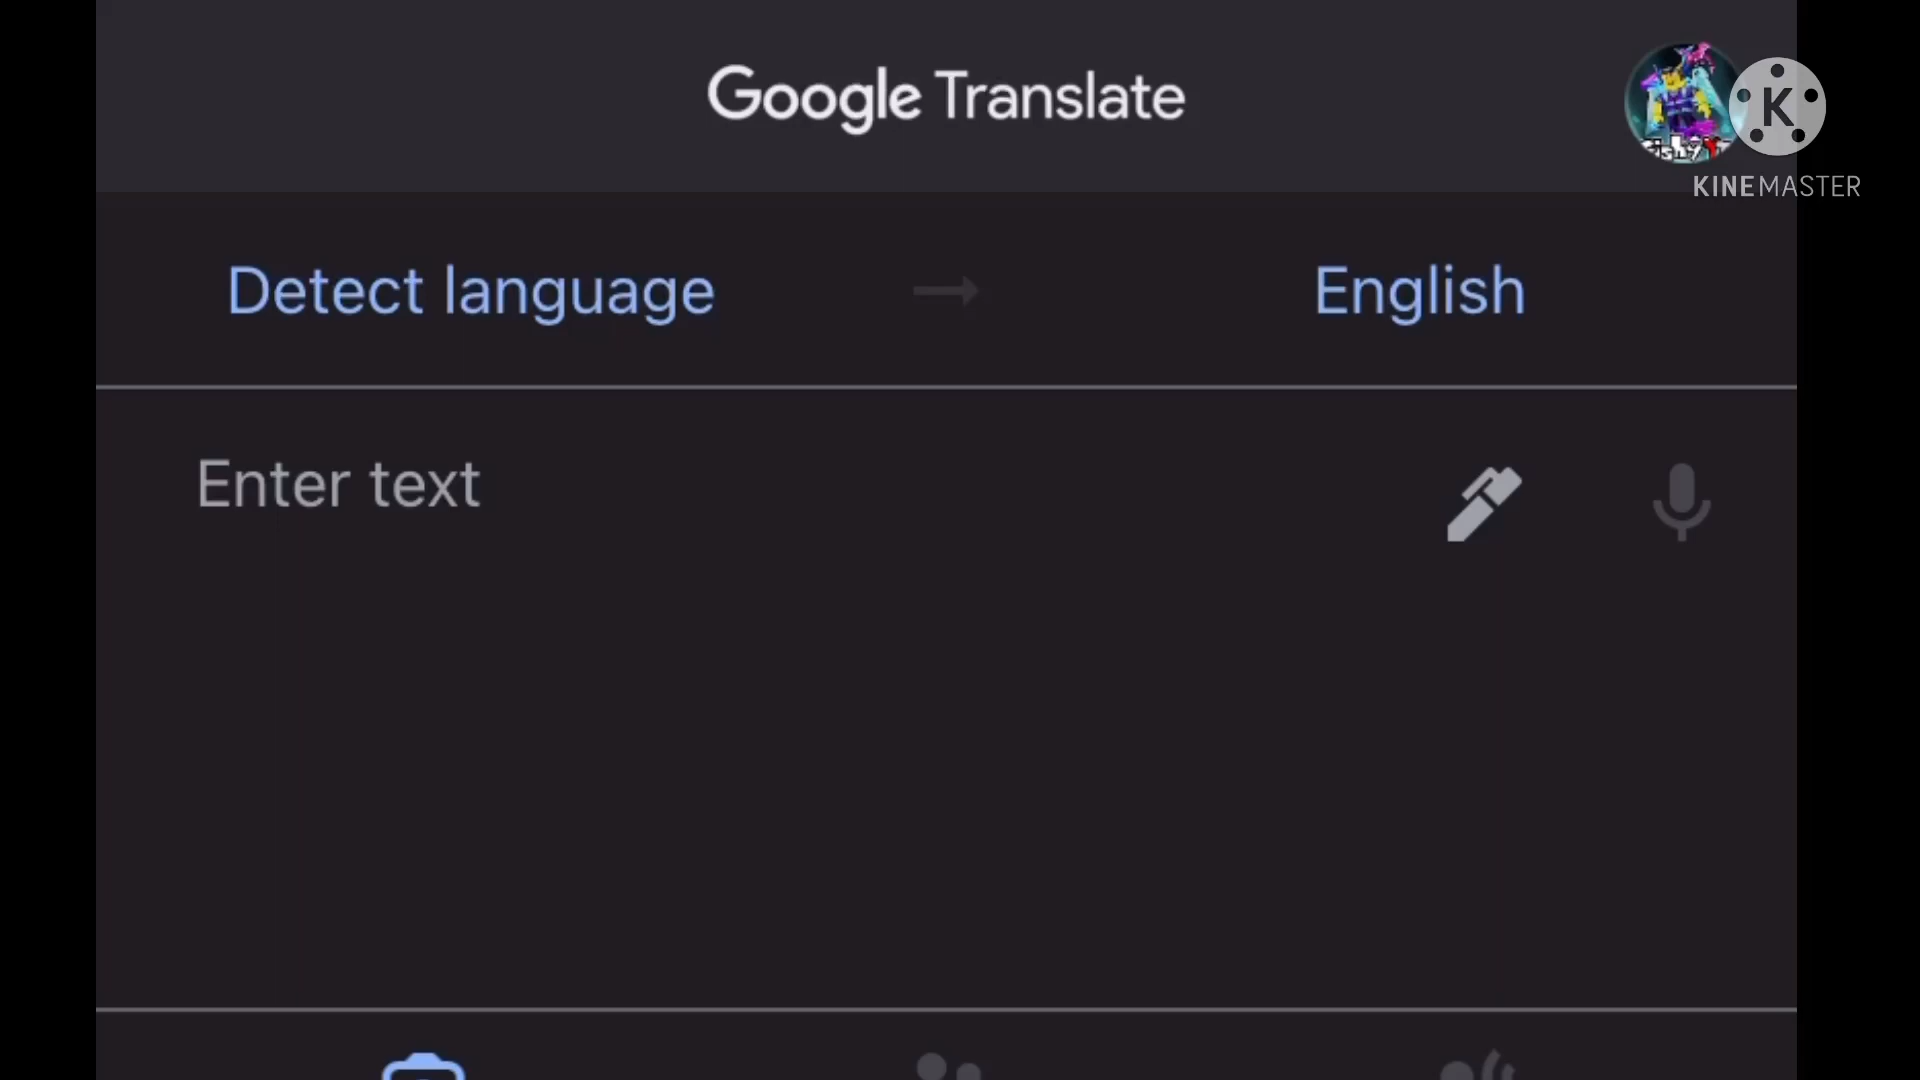 Google Translate
K
KINEMASTER
Detect language
English
Enter text